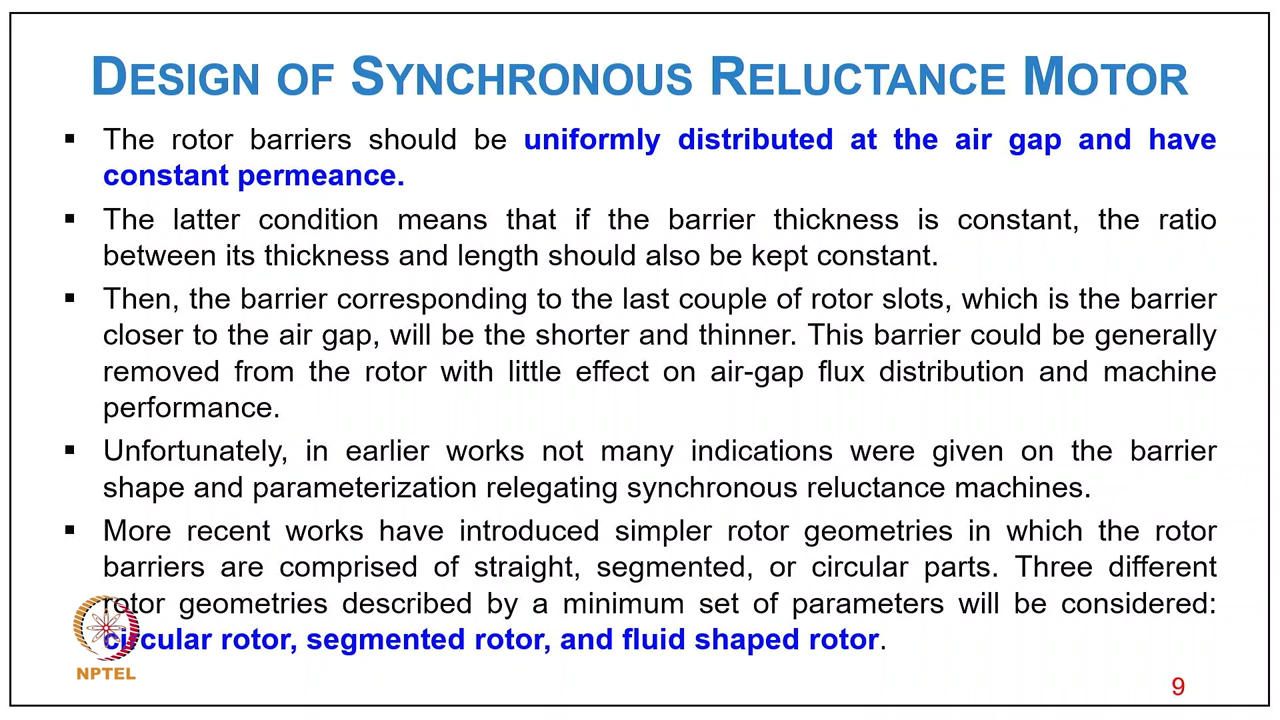 DESIGN OF SYNCHRONOUS RELUCTANCE MOTOR
▪ The rotor barriers should be uniformly distributed at the air gap and have
constant permeance.
▪ The latter condition means that if the barrier thickness is constant, the ratio
between its thickness and length should also be kept constant.
▪ Then, the barrier corresponding to the last couple of rotor slots, which is the barrier
closer to the air gap, will be the shorter and thinner. This barrier could be generally
removed from the rotor with little effect on air-gap flux distribution and machine
performance.
▪ Unfortunately, in earlier works not many indications were given on the barrier
shape and parameterization relegating synchronous reluctance machines.
▪ More recent works have introduced simpler rotor geometries in which the rotor
barriers are comprised of straight, segmented, or circular parts. Three different
rotor geometries described by a minimum set of parameters will be considered:
circular rotor, segmented rotor, and fluid shaped rotor.
NPTEL
9